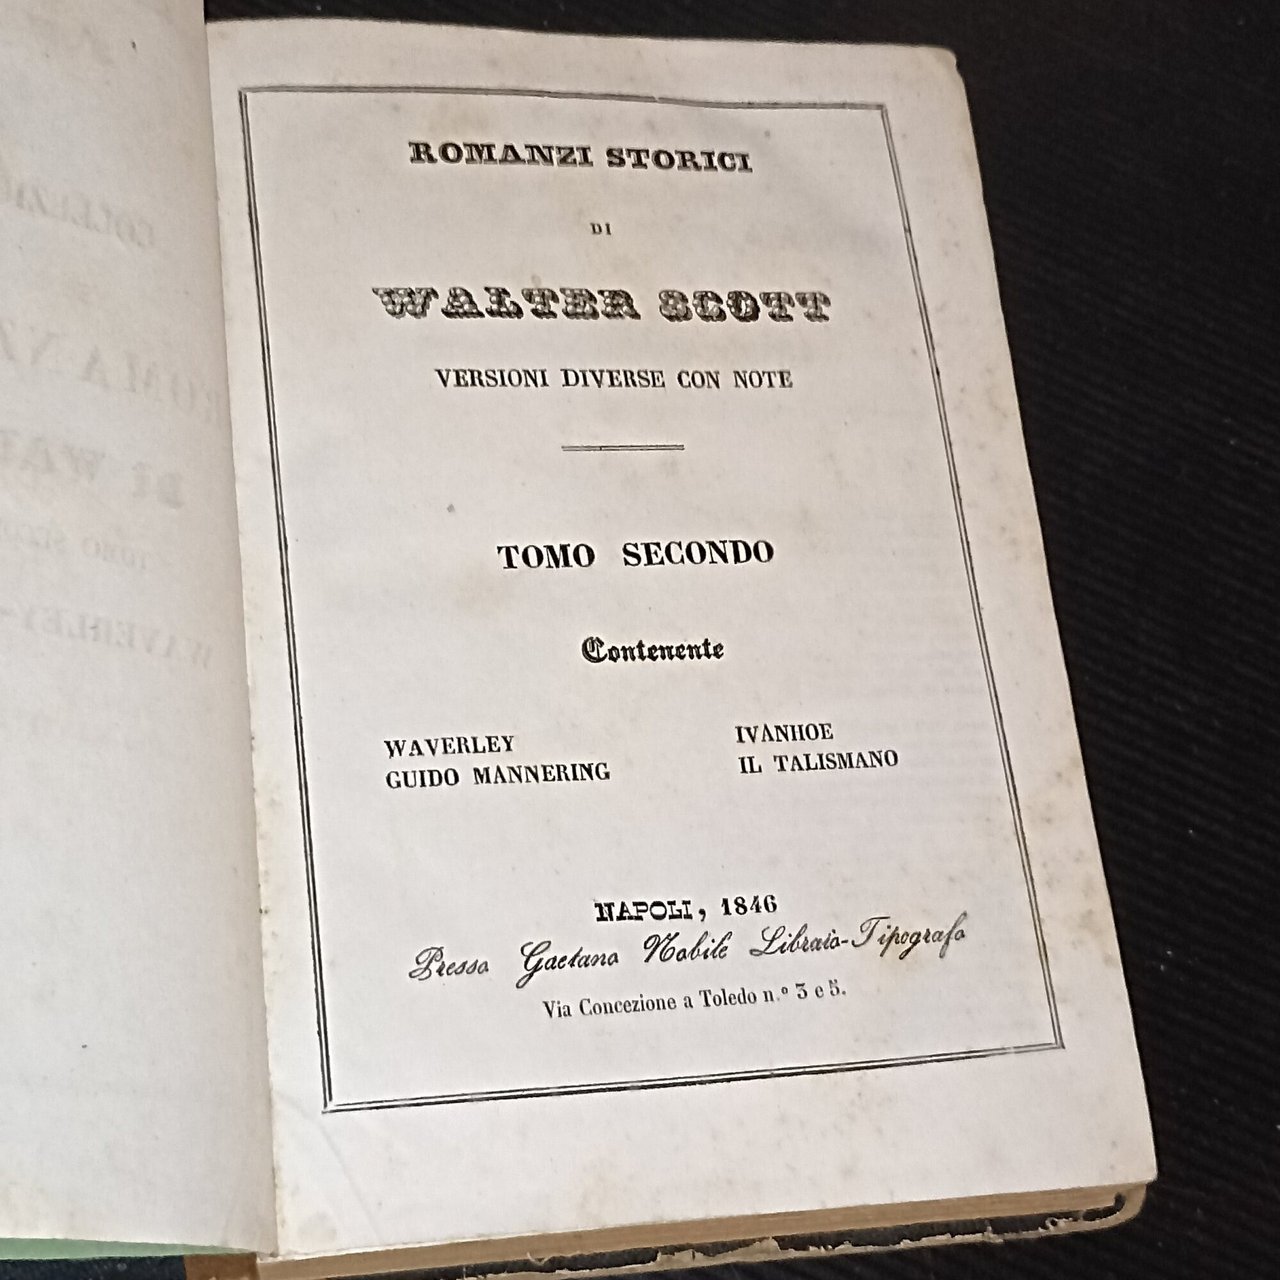 ROMANZI STORICI
DI
WALTER SCOTT
VERSIONI DIVERSE CON NOTE
TOMO SECONDO
Contenente
WAVERLEY
GUIDO MANNERING
IVANHOE
IL TALISMANO
NAPOLI, 1846
Presso Gaetano Nobile Libraio-Tipografo
Via Concezione a Toledo n.º 3 e 5.